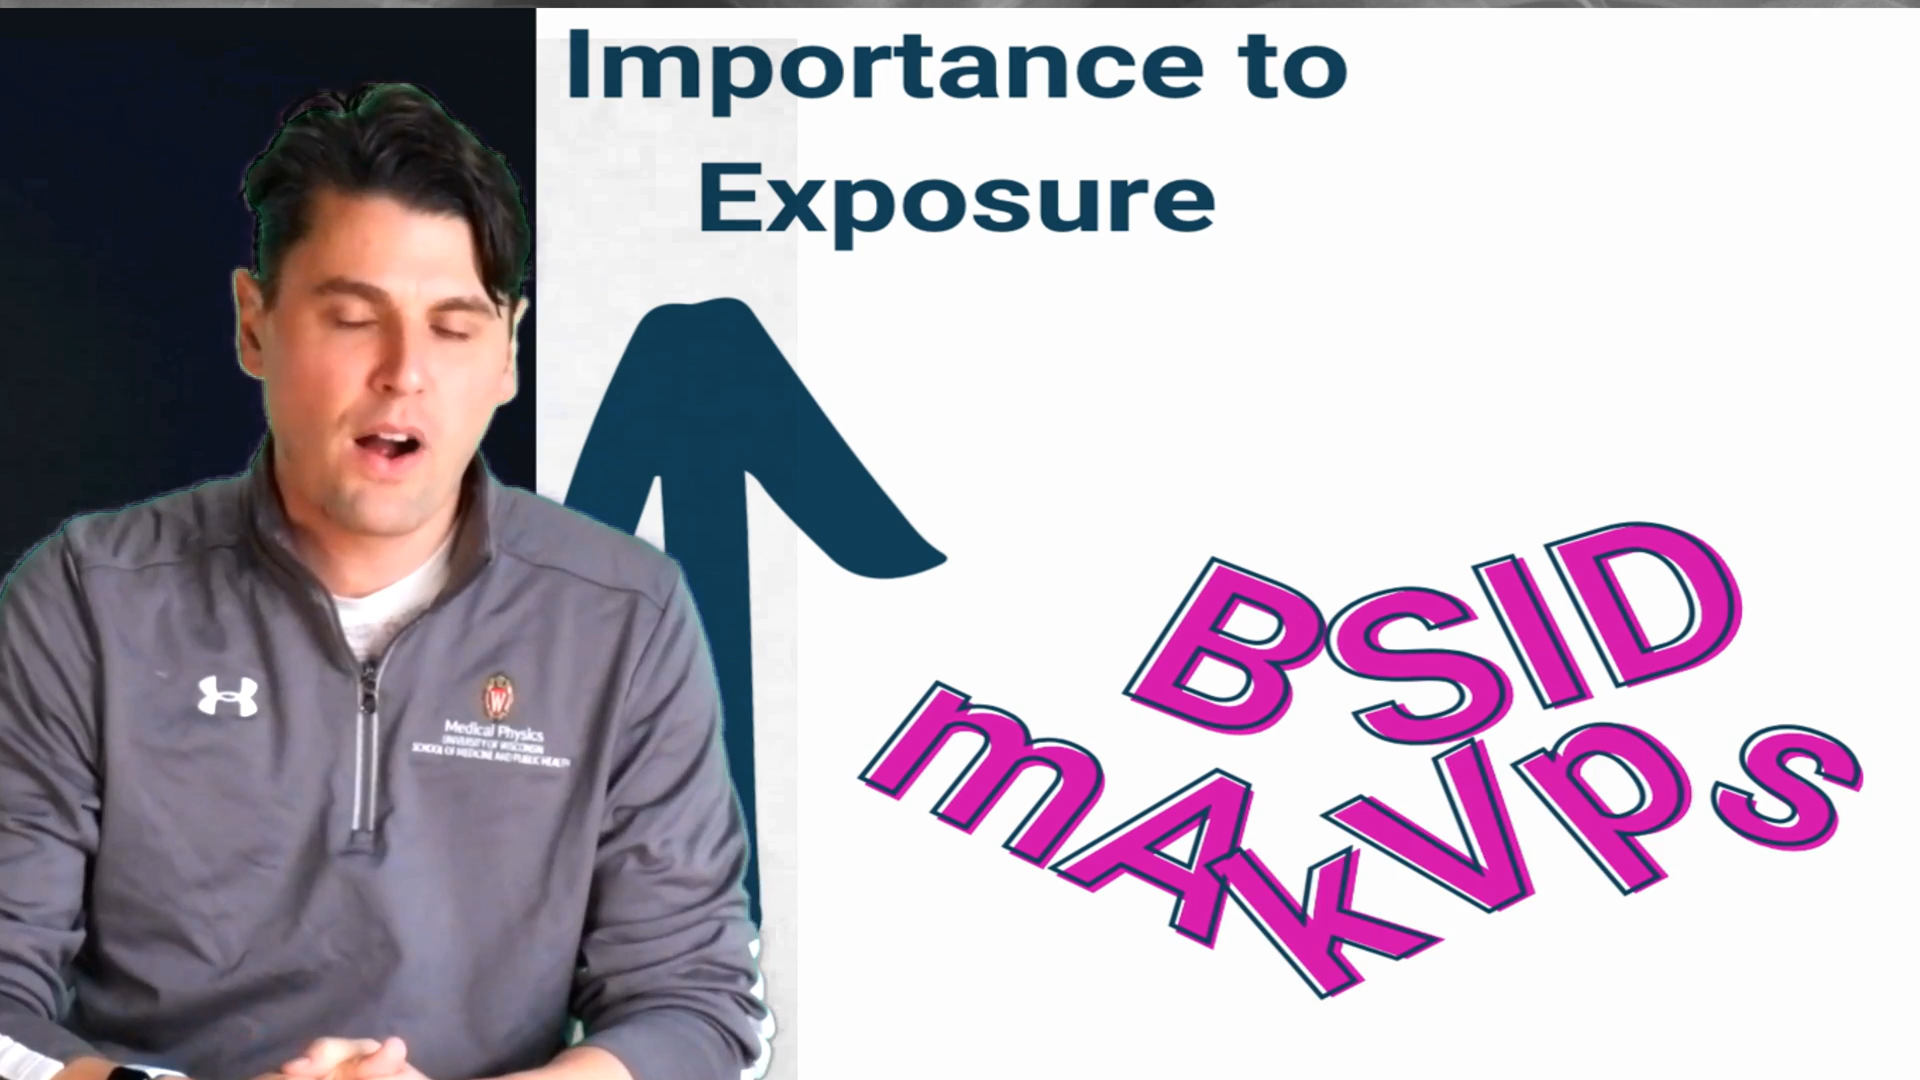 Importance to
Exposure
BSID
mAkVps
W
Medical Physics
UNIVERSITY OF WISCONSIN
SCHOOL OF MEDICINE AND PUBLIC HEALTH